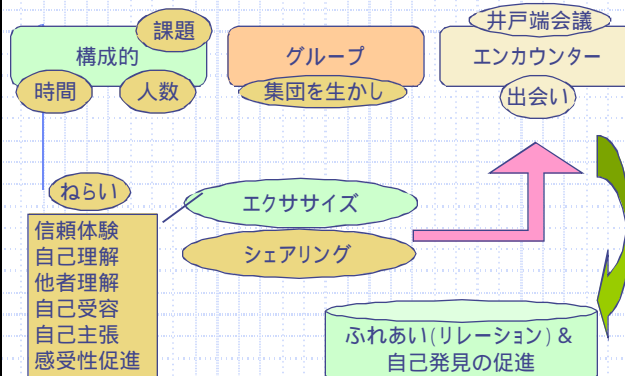 課題
構成的
時間
人数
グループ
集団を生かし
井戸端会議
エンカウンター
出会い
ねらい
信頼体験
自己理解
他者理解
自己受容
自己主張
感受性促進
エクササイズ
シェアリング
ふれあい(リレーション)&
自己発見の促進